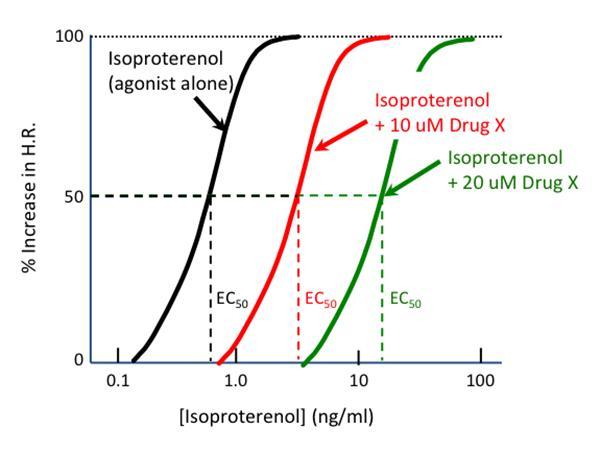 100
Isoproterenol
(agonist alone)
Isoproterenol
+ 10 uM Drug X
Isoproterenol
+ 20 uM Drug X
% Increase in H.R.
50
EC50
EC50
EC50
0
0.1
1.0
10
100
[Isoproterenol] (ng/ml)